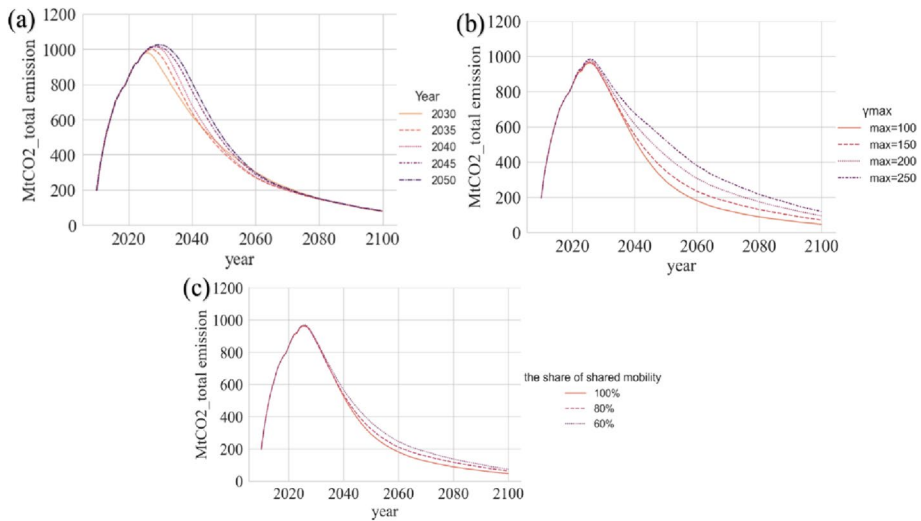 (a)
1200
1000
800
600
400
200
0
MtCO2_total emission
2020 2040 2060 2080 2100
year
Year
2030
2035
2040
2045
2050
(b)
1200
1000
800
600
400
200
0
MtCO2_total emission
2020 2040 2060 2080 2100
year
γmax
max=100
max=150
max=200
max=250
(c)
1200
1000
800
600
400
200
0
MtCO2_total emission
2020 2040 2060 2080 2100
year
the share of shared mobility
100%
80%
60%